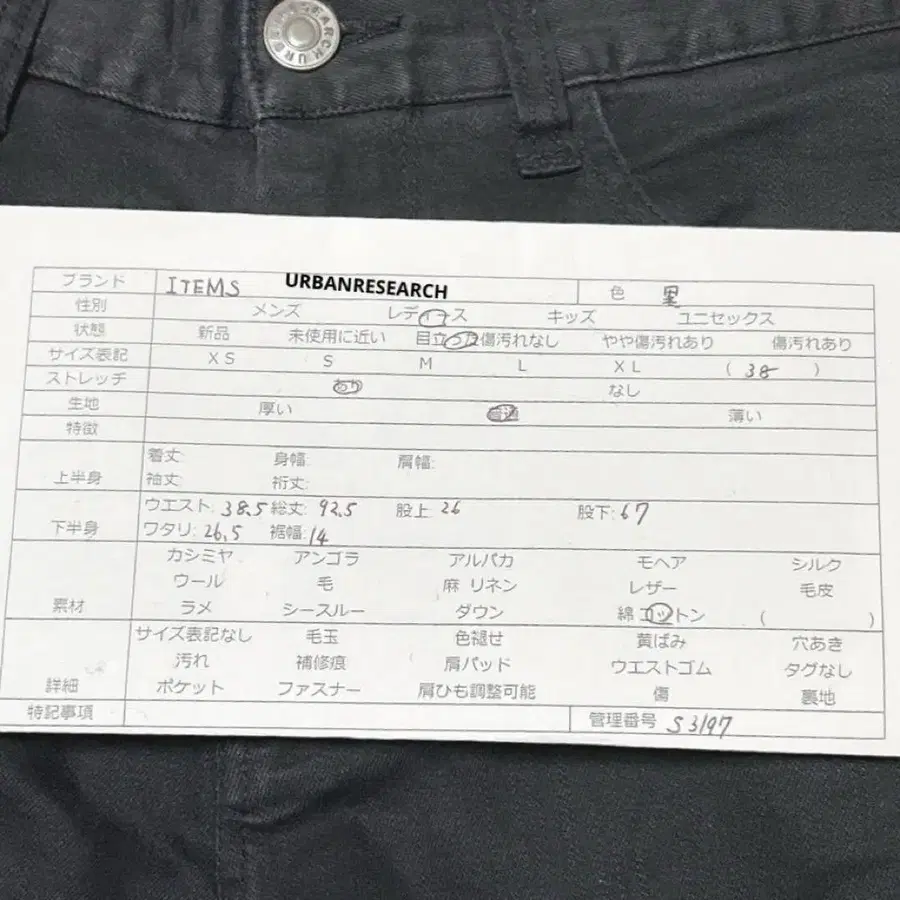 URBAN RESEARCH
ブランド ITEMS URBANRESEARCH 色 黒
性別 メンズ レディース キッズ ユニセックス
状態 新品 未使用に近い 目立った傷汚れなし やや傷汚れあり 傷汚れあり
サイズ表記 XS S M L XL ( 38 )
ストレッチ あり なし
生地 厚い 普通 薄い
特徴
上半身 着丈: 身幅: 肩幅:
袖丈: 裄丈:
下半身 ウエスト: 38.5 総丈: 92.5 股上: 26 股下: 67
ワタリ: 26.5 裾幅: 14
素材 カシミヤ アンゴラ アルパカ モヘア シルク
ウール 毛 麻 リネン レザー 毛皮
ラメ シースルー ダウン 綿 コットン ( )
詳細 サイズ表記なし 毛玉 色褪せ 黄ばみ 穴あき
汚れ 補修痕 肩パッド ウエストゴム タグなし
ポケット ファスナー 肩ひも調整可能 傷 裏地
特記事項 管理番号 S3197